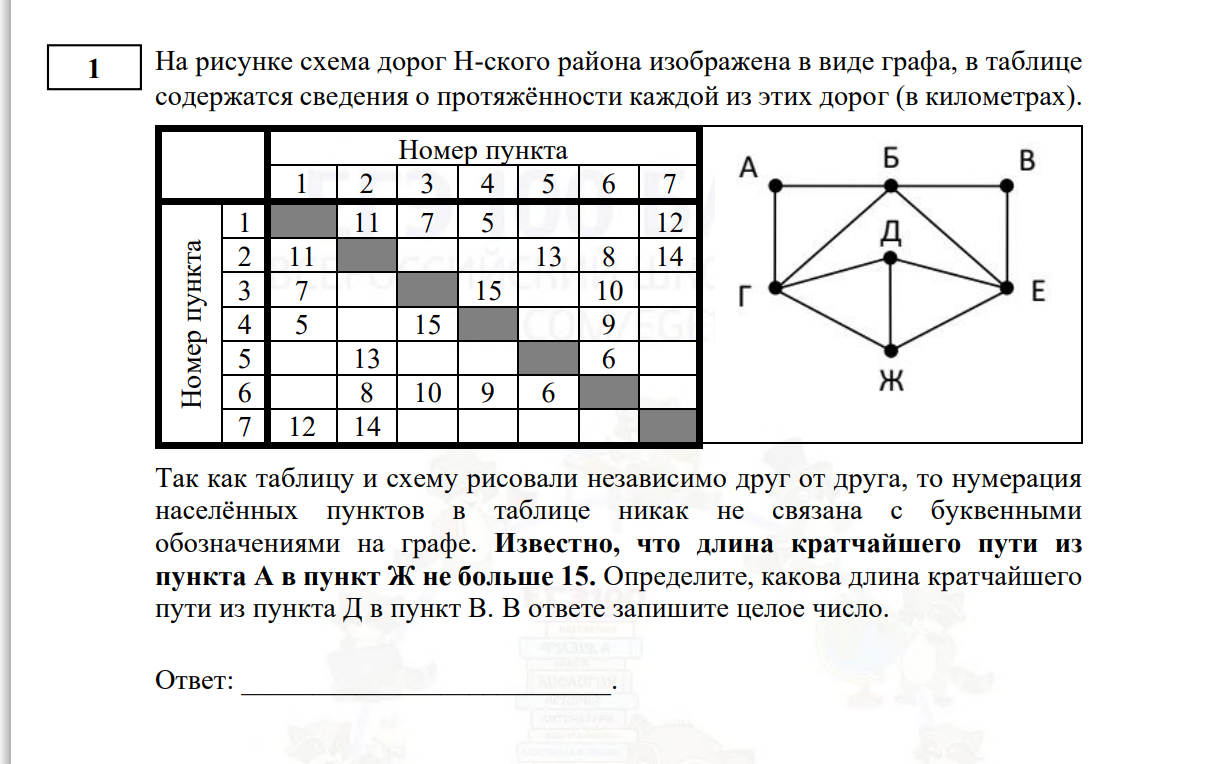 1
На рисунке схема дорог Н-ского района изображена в виде графа, в таблице
содержатся сведения о протяжённости каждой из этих дорог (в километрах).
Номер пункта
1 2 3 4 5 6 7
Номер пункта
1 11 7 5 12
2 11 13 8 14
3 7 15 10
4 5 15 9
5 13 6
6 8 10 9 6
7 12 14
А Б В
Д
Г Е
Ж
Так как таблицу и схему рисовали независимо друг от друга, то нумерация
населённых пунктов в таблице никак не связана с буквенными
обозначениями на графе. Известно, что длина кратчайшего пути из
пункта А в пункт Ж не больше 15. Определите, какова длина кратчайшего
пути из пункта Д в пункт В. В ответе запишите целое число.
Ответ: ___________________________.